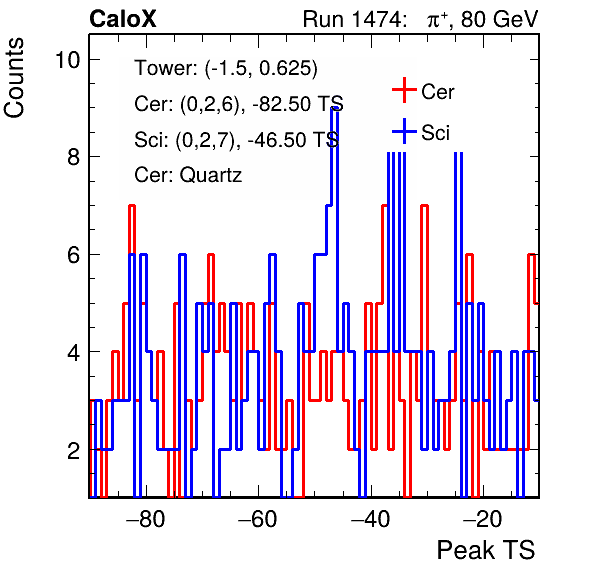 CaloX Run 1474: π⁺, 80 GeV
Counts
Tower: (-1.5, 0.625)
Cer: (0,2,6), -82.50 TS
Sci: (0,2,7), -46.50 TS
Cer: Quartz
Cer
Sci
10
8
6
4
2
−80 −60 −40 −20
Peak TS